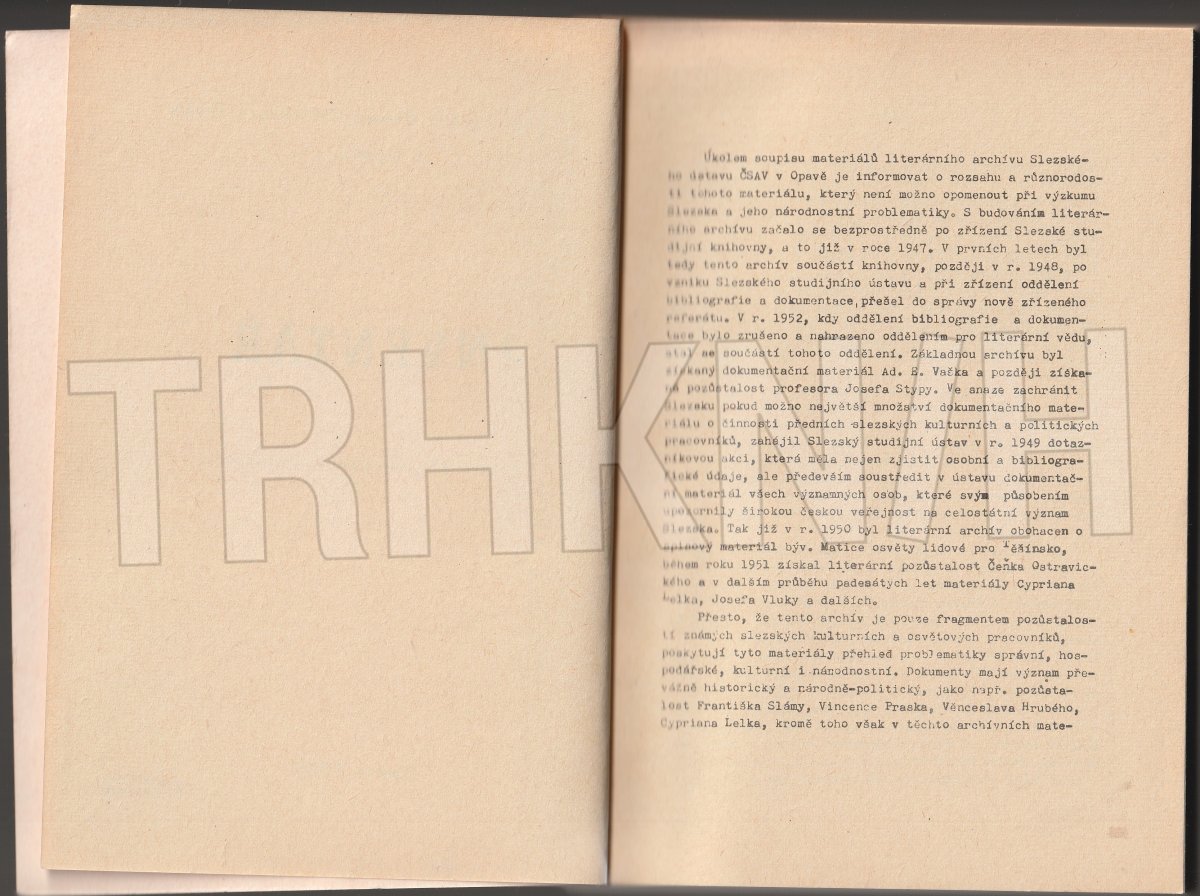 Úkolem soupisu materiálů literárního archívu Slezské-
ho ústavu ČSAV v Opavě je informovat o rozsahu a různorodos-
ti tohoto materiálu, který není možno opomenout při výzkumu
Slezska a jeho národnostní problematiky. S budováním literár-
ního archívu začalo se bezprostředně po zřízení Slezské stu-
dijní knihovny, a to již v roce 1947. V prvních letech byl
tedy tento archív součástí knihovny, později v r. 1948, po
vzniku Slezského studijního ústavu a při zřízení oddělení
bibliografie a dokumentace, přešel do správy nově zřízeného
referátu. V r. 1952, kdy oddělení bibliografie a dokumen-
tace bylo zrušeno a nahrazeno oddělením pro literární vědu,
stal se součástí tohoto oddělení. Základnou archívu byl
získaný dokumentační materiál Ad. E. Vaška a později získa-
ná pozůstalost profesora Josefa Stypy. Ve snaze zachránit
Slezsku pokud možno největší množství dokumentačního mate-
riálu o činnosti předních slezských kulturních a politických
pracovníků, zahájil Slezský studijní ústav v r. 1949 dotaz-
níkovou akci, která měla nejen zjistit osobní a bibliogra-
fické údaje, ale především soustředit v ústavu dokumentač-
ní materiál všech významných osob, které svým působením
upozornily širokou českou veřejnost na celostátní význam
Slezska. Tak již v r. 1950 byl literární archív obohacen o
spisový materiál býv. Matice osvěty lidové pro Těšínsko,
během roku 1951 získal literární pozůstalost Čeňka Ostravic-
kého a v dalším průběhu padesátých let materiály Cypriana
Lelka, Josefa Vluky a dalších.
Přesto, že tento archív je pouze fragmentem pozůstalos-
tí známých slezských kulturních a osvětových pracovníků,
poskytují tyto materiály přehled problematiky správní, hos-
podářské, kulturní i národnostní. Dokumenty mají význam pře-
vážně historický a národně-politický, jako např. pozůsta-
lost Františka Slámy, Vincence Praska, Věnceslava Hrubého,
Cypriana Lelka, kromě toho však v těchto archívních mate-
TRHKNIH